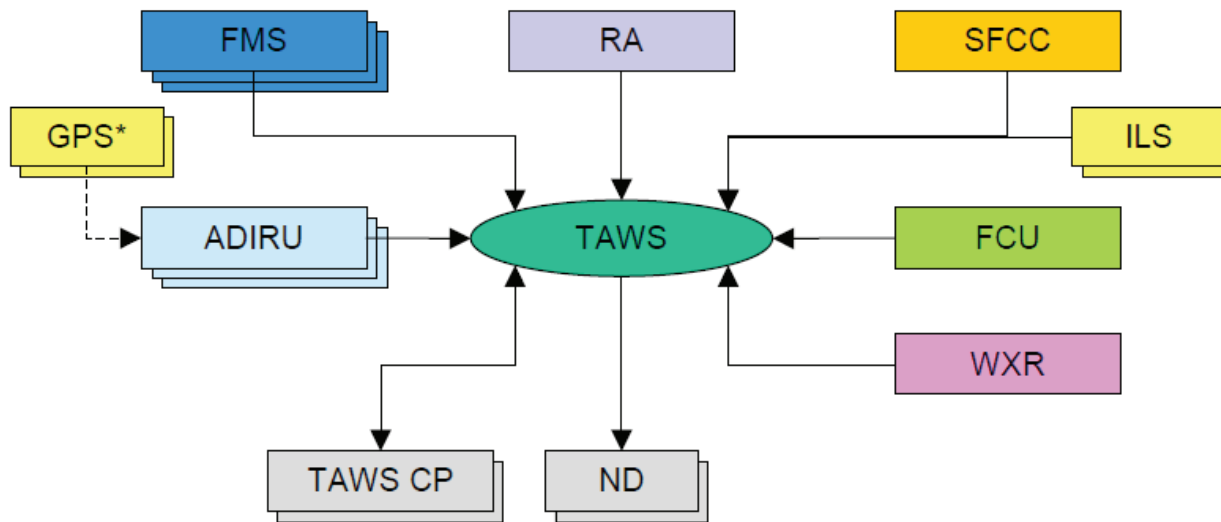 FMS
RA
SFCC
GPS*
ILS
ADIRU
TAWS
FCU
WXR
TAWS CP
ND